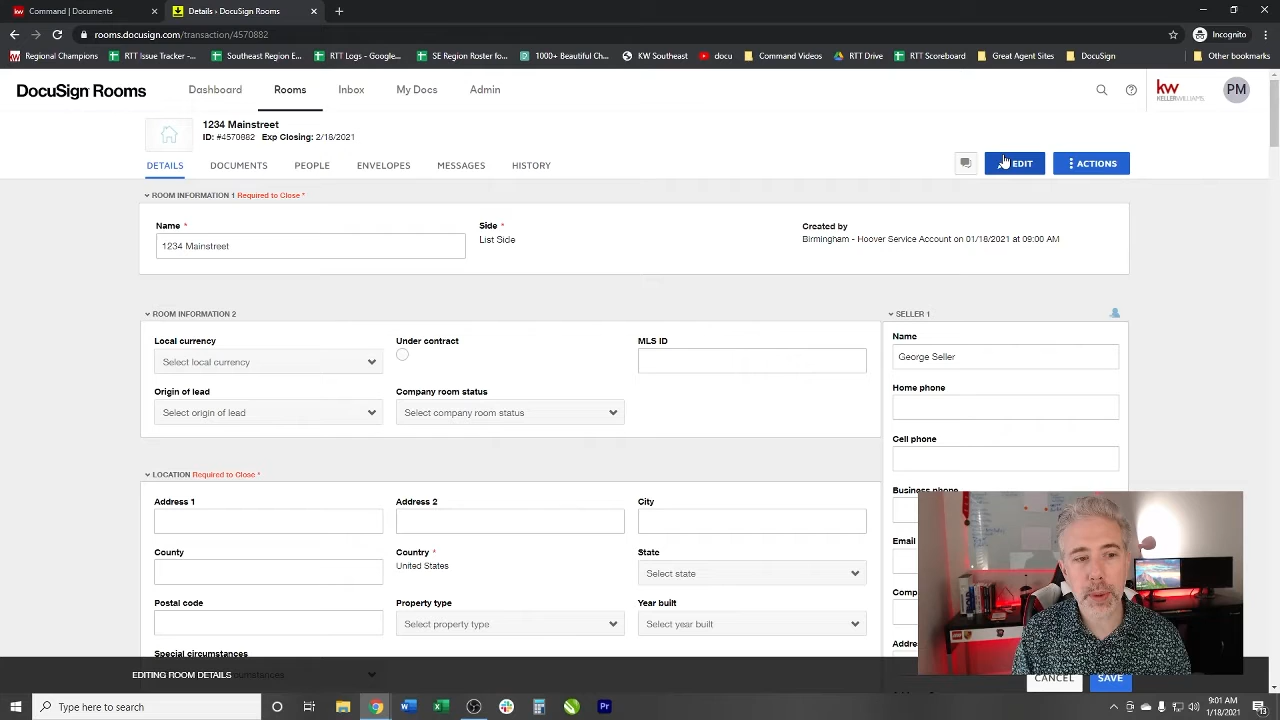 Command | Documents
Details - DocuSign Rooms
rooms.docusign.com/transaction/4570882
Incognito
Regional Champions
RTT Issue Tracker -...
Southeast Region E...
RTT Logs - Google...
SE Region Room fo...
1000+ Beautiful Ch...
KW Southeast
docu
Command Videos
RTT Drive
RTT Scoreboard
Great Agent Sites
DocuSign
Other bookmarks
DocuSign Rooms
Dashboard
Rooms
Inbox
My Docs
Admin
kw
KELLERWILLIAMS
PM
1234 Mainstreet
ID: #4570882 Exp Closing: 2/18/2021
DETAILS
DOCUMENTS
PEOPLE
ENVELOPES
MESSAGES
HISTORY
EDIT
ACTIONS
ROOM INFORMATION 1 Required to Close *
Name *
1234 Mainstreet
Side *
List Side
Created by
Birmingham - Hoover Service Account on 01/18/2021 at 09:00 AM
ROOM INFORMATION 2
Local currency
Select local currency
Under contract
MLS ID
Origin of lead
Select origin of lead
Company room status
Select company room status
SELLER 1
Name
George Seller
Home phone
Cell phone
Business phone
Email
Comp
Addre
LOCATION Required to Close *
Address 1
Address 2
City
County
Country *
United States
State
Select state
Postal code
Property type
Select property type
Year built
Select year built
Special circumstances
EDITING ROOM DETAILS
CANCEL
SAVE
Type here to search
9:01 AM
1/18/2021